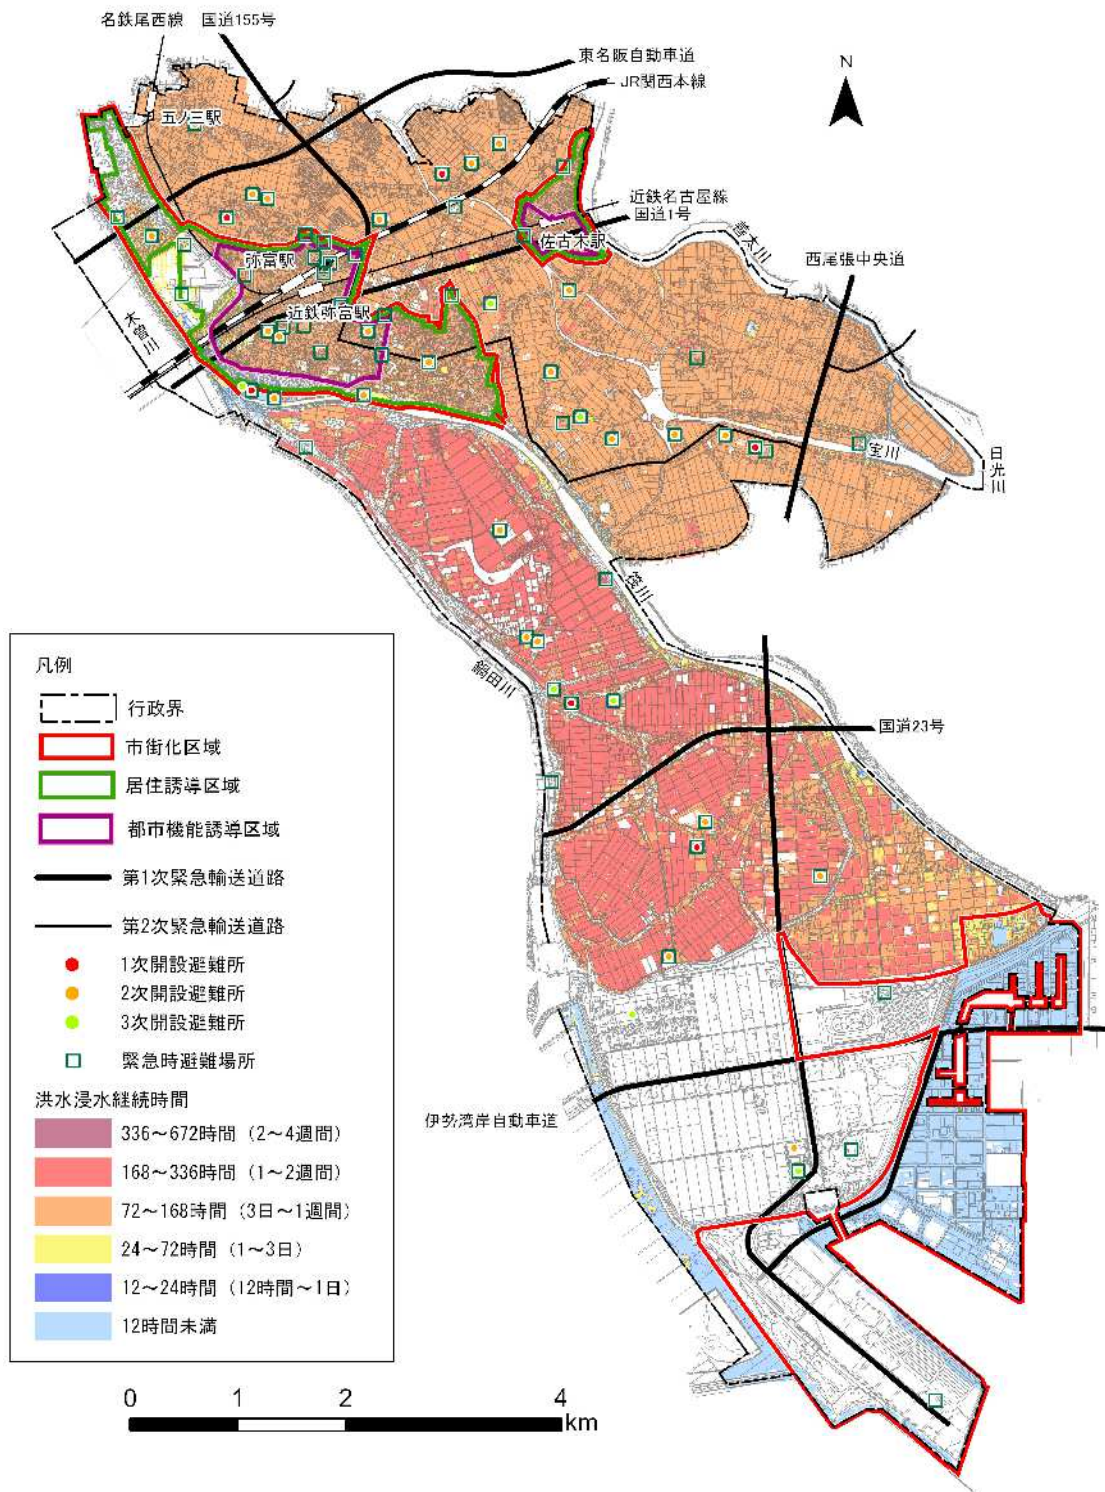 名鉄尾西線 国道155号
東名阪自動車道
JR関西本線
N
五ノ三駅
近鉄名古屋線
国道1号
佐古木駅
善太川
西尾張中央道
弥富駅
近鉄弥富駅
木曽川
宝川
日光川
筏川
鍋田川
国道23号
伊勢湾岸自動車道
凡例
行政界
市街化区域
居住誘導区域
都市機能誘導区域
第1次緊急輸送道路
第2次緊急輸送道路
1次開設避難所
2次開設避難所
3次開設避難所
緊急時避難場所
洪水浸水継続時間
336～672時間（2～4週間）
168～336時間（1～2週間）
72～168時間（3日～1週間）
24～72時間（1～3日）
12～24時間（12時間～1日）
12時間未満
0 1 2 4
km